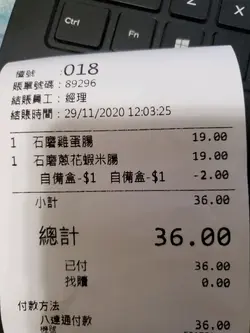 Ctrl
Fn
檯號 :018
賬單號碼: 89296
結賬員工: 經理
結賬時間: 29/11/2020 12:03:25
1 石磨雞蛋腸 19.00
1 石磨蔥花蝦米腸 19.00
自備盒-$1 自備盒-$1 -2.00
小計 36.00
總計 36.00
已付 36.00
找贖 0.00
付款方法
八達通付款 36.00
機號